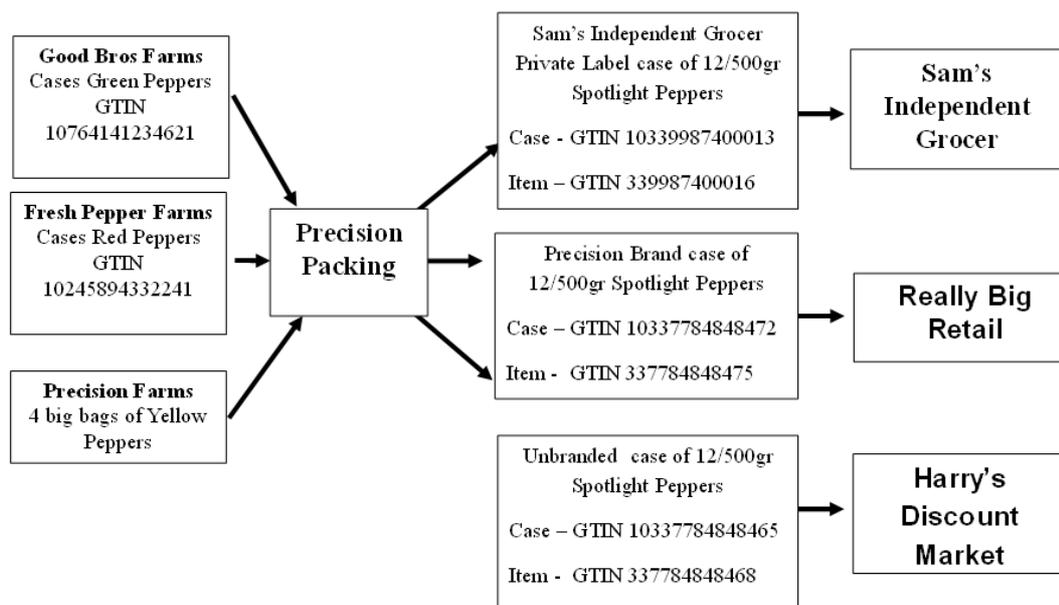 Good Bros Farms
Cases Green Peppers
GTIN
10764141234621
Fresh Pepper Farms
Cases Red Peppers
GTIN
10245894332241
Precision Farms
4 big bags of Yellow
Peppers
Precision
Packing
Sam's Independent Grocer
Private Label case of 12/500gr
Spotlight Peppers
Case - GTIN 10339987400013
Item – GTIN 339987400016
Precision Brand case of
12/500gr Spotlight Peppers
Case – GTIN 10337784848472
Item - GTIN 337784848475
Unbranded case of 12/500gr
Spotlight Peppers
Case – GTIN 10337784848465
Item - GTIN 337784848468
Sam's
Independent
Grocer
Really Big
Retail
Harry's
Discount
Market